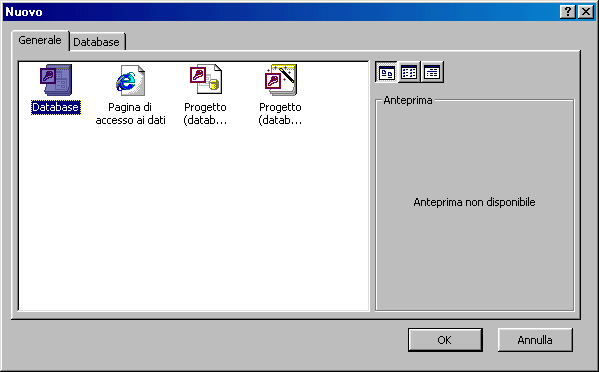 Nuovo
Generale
Database
Database
Pagina di
accesso ai dati
Progetto
(datab...
Progetto
(datab...
Anteprima
Anteprima non disponibile
OK
Annulla